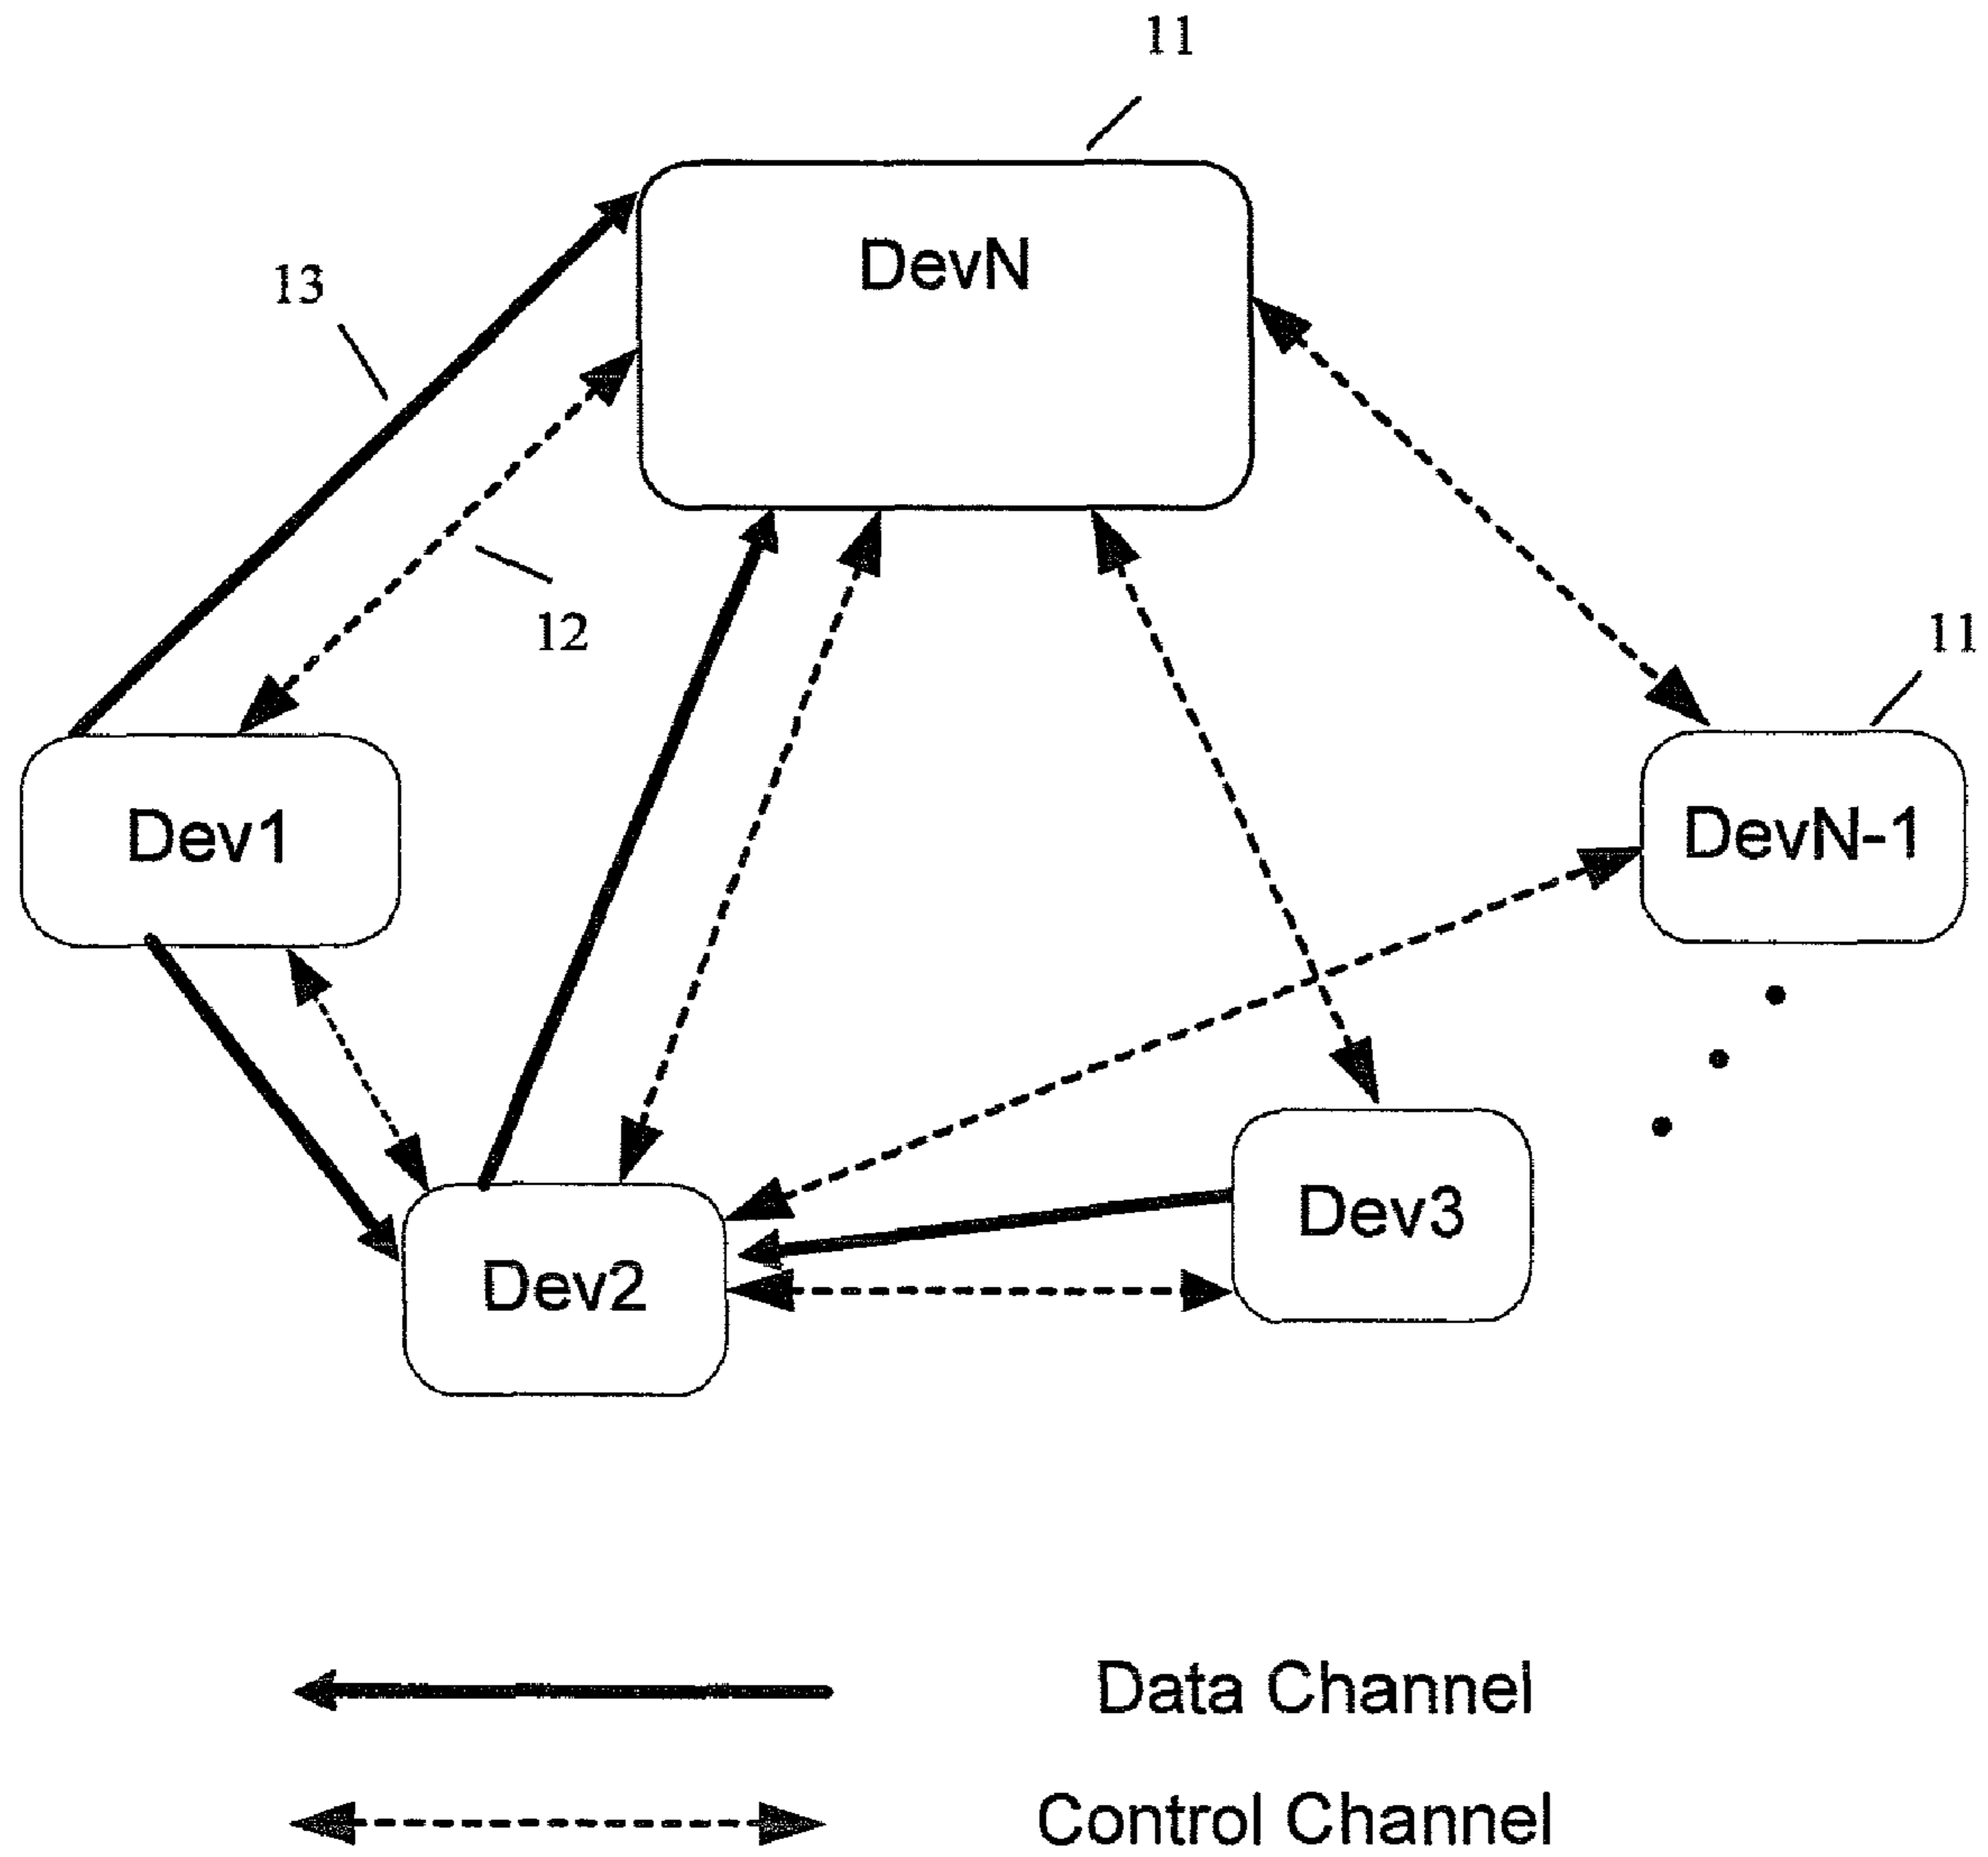 11
DevN
13
12
11
Dev1
DevN-1
Dev3
Dev2
Data Channel
Control Channel